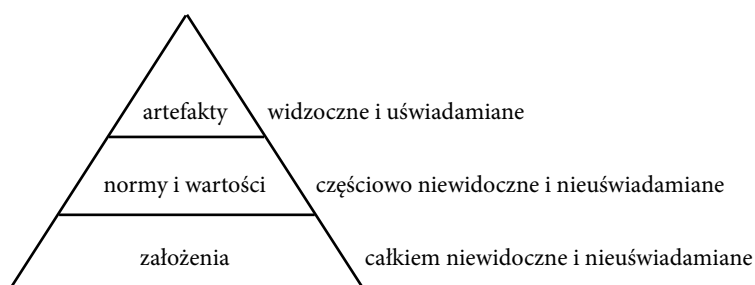 artefakty widzoczne i uświadamiane
normy i wartości częściowo niewidoczne i nieuświadamiane
założenia całkiem niewidoczne i nieuświadamiane